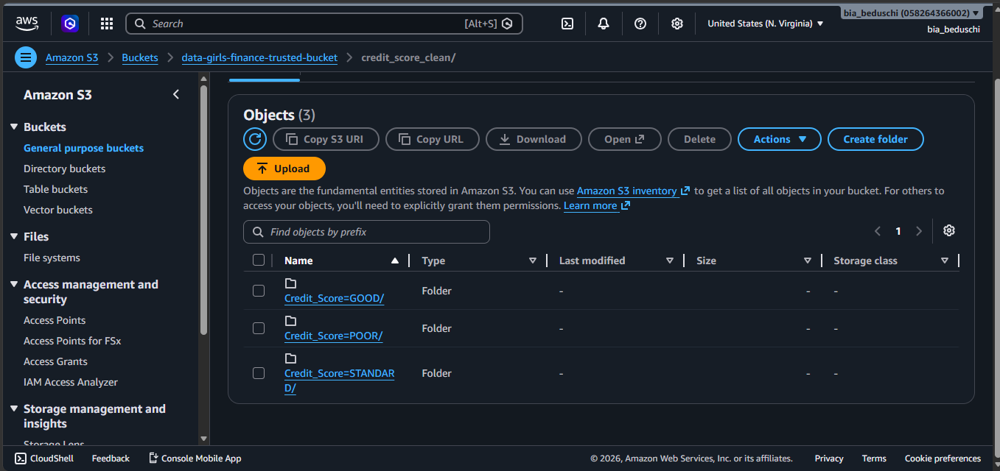 aws
Search
[Alt+S]
United States (N. Virginia)
bia_beduschi (058264366002)
bia_beduschi
Amazon S3
Buckets
data-girls-finance-trusted-bucket
credit_score_clean/
Amazon S3
Buckets
General purpose buckets
Directory buckets
Table buckets
Vector buckets
Files
File systems
Access management and
security
Access Points
Access Points for FSx
Access Grants
IAM Access Analyzer
Storage management and
insights
Storage Lens
Objects (3)
Copy S3 URI
Copy URL
Download
Open
Delete
Actions
Create folder
Upload
Objects are the fundamental entities stored in Amazon S3. You can use Amazon S3 inventory to get a list of all objects in your bucket. For others to
access your objects, you'll need to explicitly grant them permissions. Learn more
Find objects by prefix
1
Name Type Last modified Size Storage class
Credit_Score=GOOD/ Folder - - -
Credit_Score=POOR/ Folder - - -
Credit_Score=STANDAR Folder - - -
D/
CloudShell Feedback Console Mobile App © 2026, Amazon Web Services, Inc. or its affiliates. Privacy Terms Cookie preferences